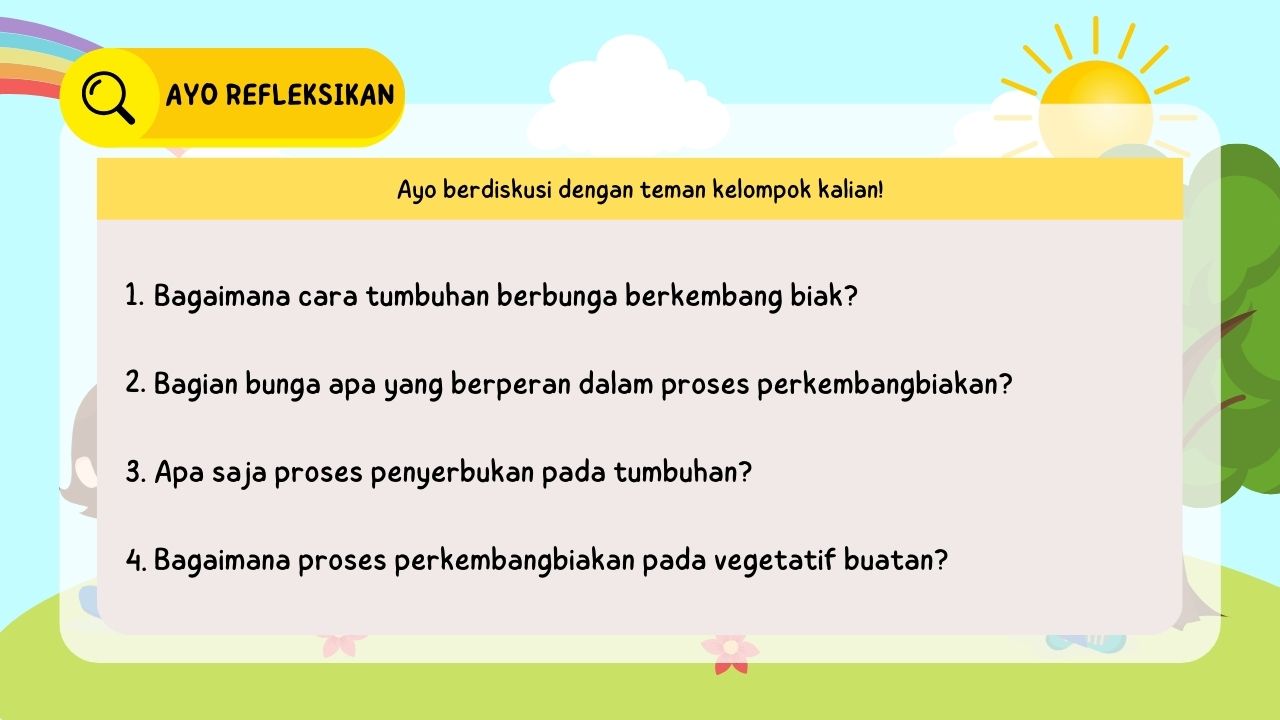 AYO REFLEKSIKAN
Ayo berdiskusi dengan teman kelompok kalian!
1. Bagaimana cara tumbuhan berbunga berkembang biak?
2. Bagian bunga apa yang berperan dalam proses perkembangbiakan?
3. Apa saja proses penyerbukan pada tumbuhan?
4. Bagaimana proses perkembangbiakan pada vegetatif buatan?